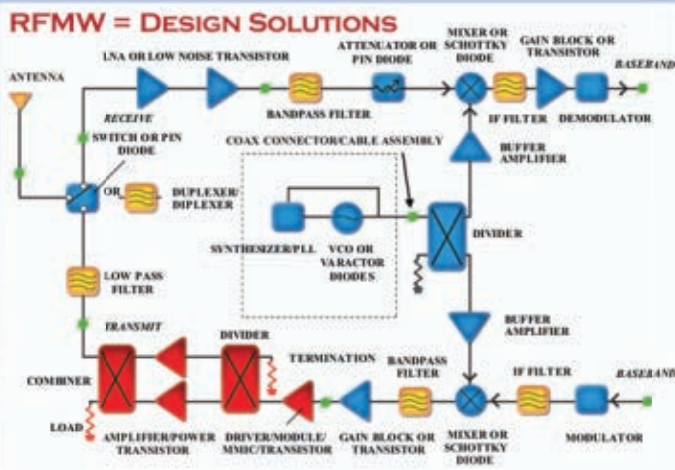 RFMW = DESIGN SOLUTIONS
ANTENNA
LNA OR LOW NOISE TRANSISTOR
ATTENUATOR OR
PIN DIODE
MIXER OR
SCHOTTKY
DIODE
GAIN BLOCK OR
TRANSISTOR
BASEBAND
RECEIVE
BANDPASS FILTER
IF FILTER
DEMODULATOR
SWITCH OR PIN
DIODE
COAX CONNECTOR/CABLE ASSEMBLY
BUFFER
AMPLIFIER
OR
DUPLEXER/
DIPLEXER
SYNTHESIZER/PLL
VCO OR
VARACTOR
DIODES
DIVIDER
LOW PASS
FILTER
TRANSMIT
DIVIDER
BUFFER
AMPLIFIER
TERMINATION
BANDPASS
FILTER
IF FILTER
BASEBAND
COMBINER
LOAD
AMPLIFIER/POWER
TRANSISTOR
DRIVER/MODULE/
MMIC/TRANSISTOR
GAIN BLOCK OR
TRANSISTOR
MIXER OR
SCHOTTKY
DIODE
MODULATOR